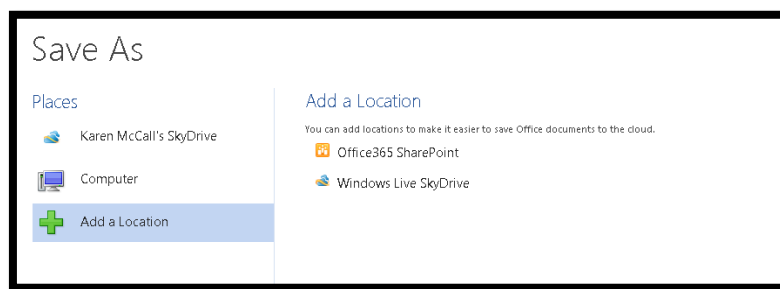 Save As
Places
Karen McCall's SkyDrive
Computer
Add a Location
Add a Location
You can add locations to make it easier to save Office documents to the cloud.
Office365 SharePoint
Windows Live SkyDrive